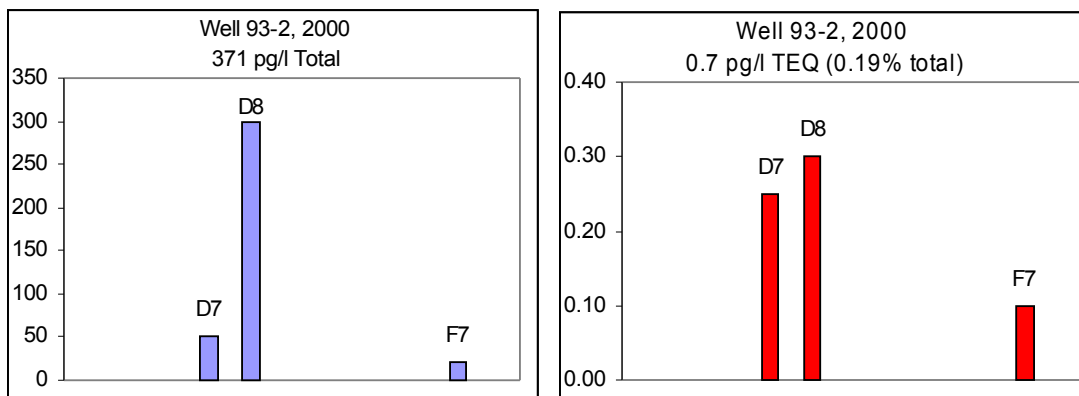 Well 93-2, 2000
371 pg/l Total
350
300
250
200
150
100
50
0
D7
D8
F7
Well 93-2, 2000
0.7 pg/l TEQ (0.19% total)
0.40
0.30
0.20
0.10
0.00
D7
D8
F7